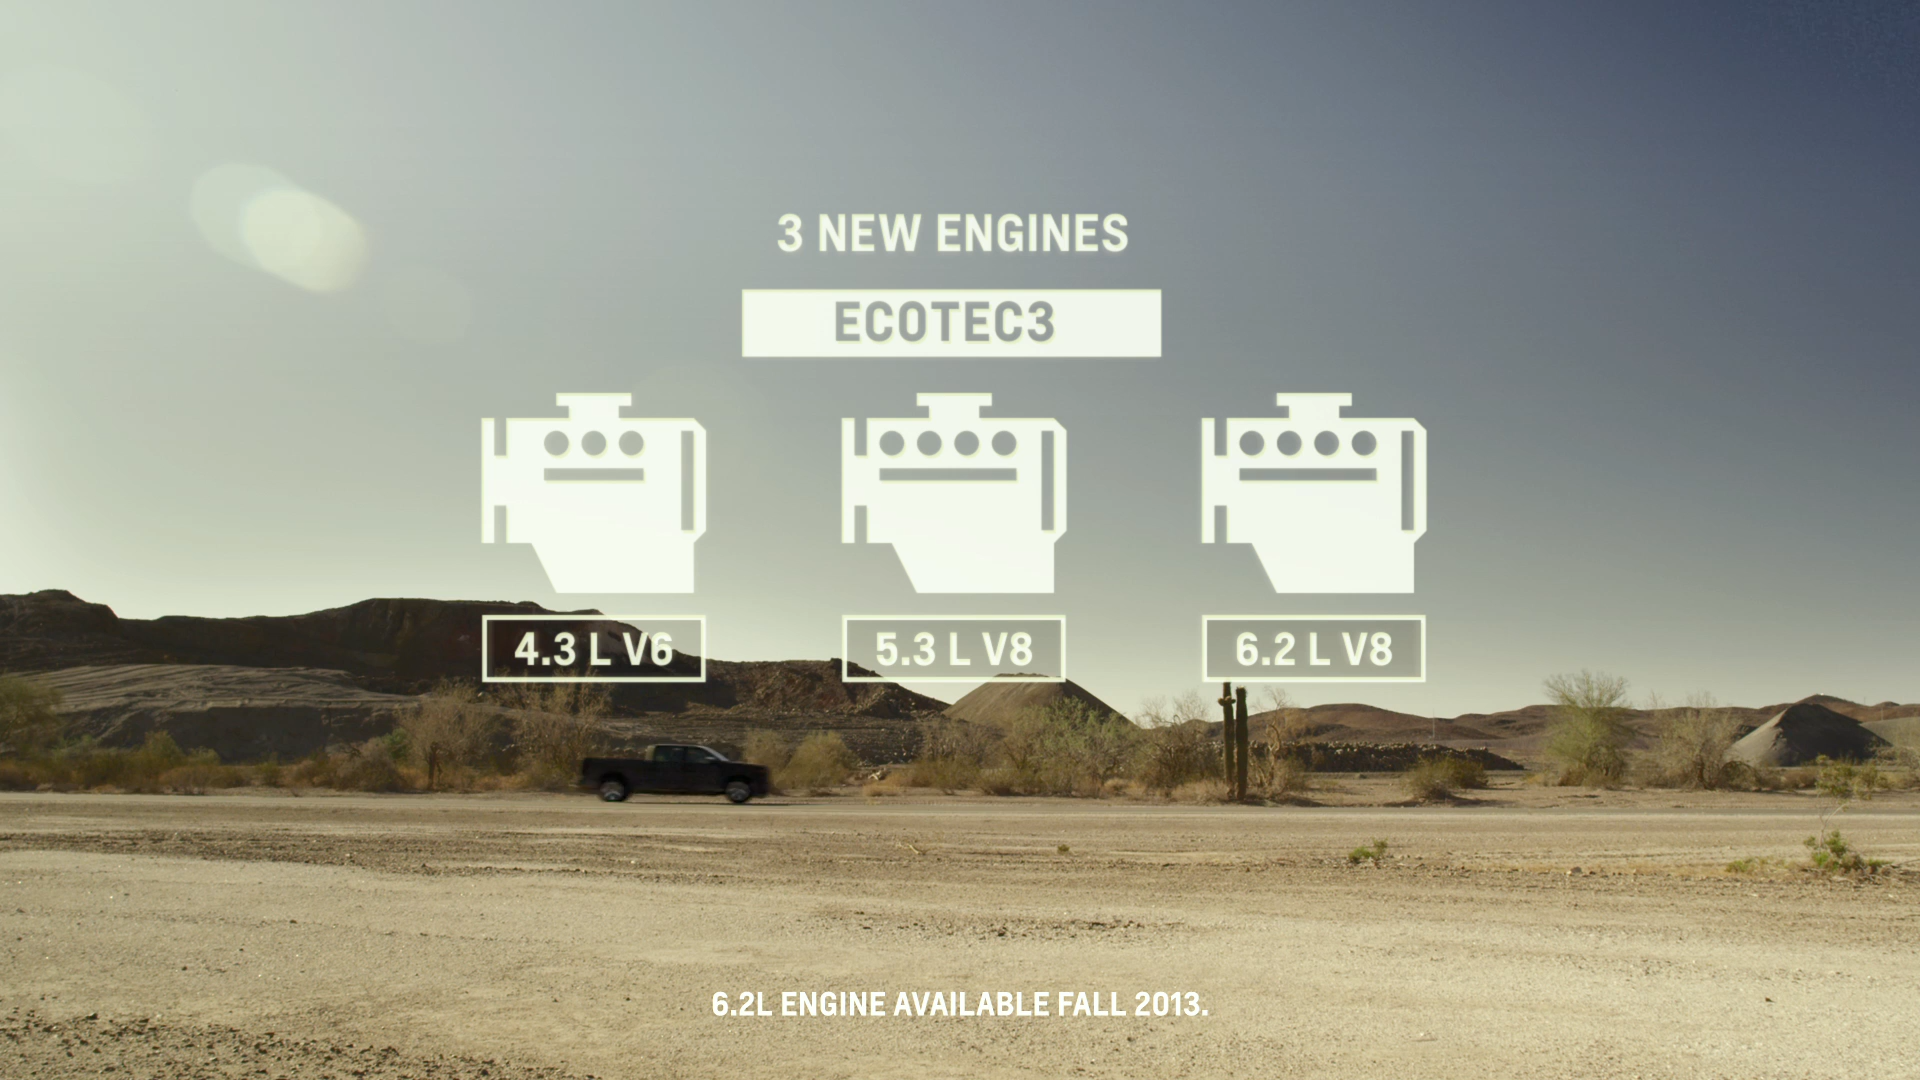 3 NEW ENGINES
ECOTEC3
4.3 L V6
5.3 L V8
6.2 L V8
6.2L ENGINE AVAILABLE FALL 2013.